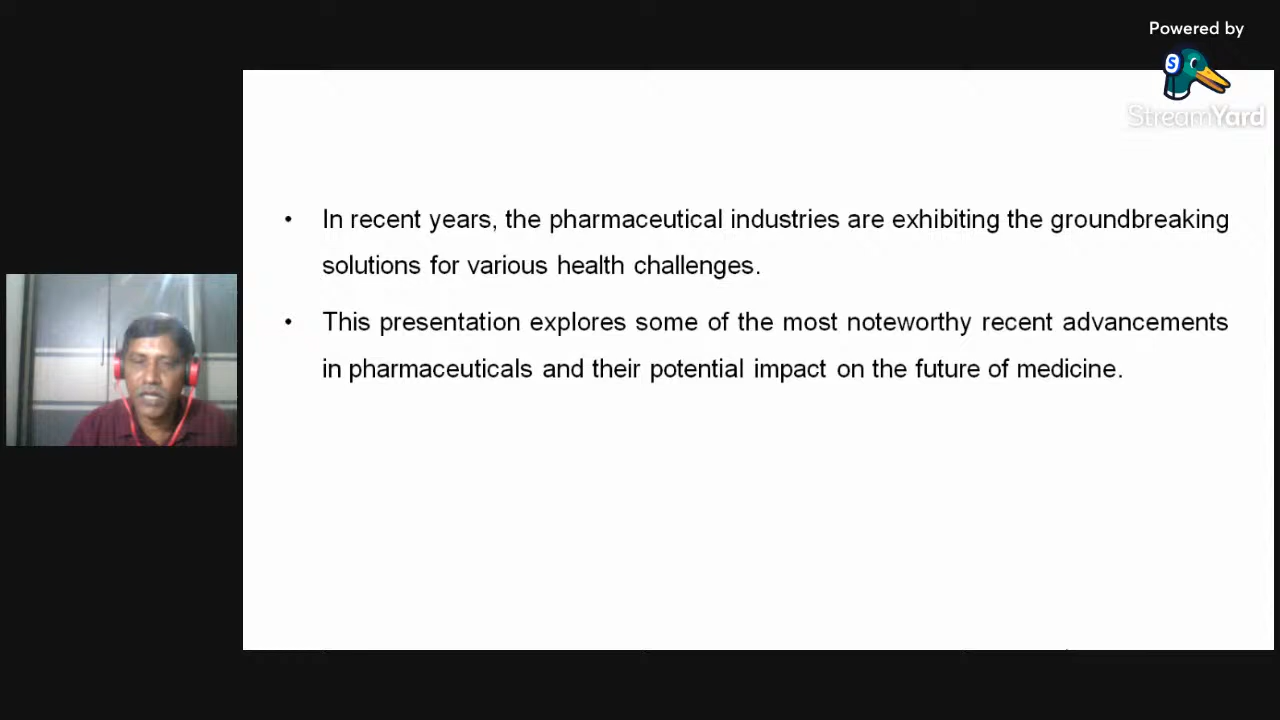 Powered by
StreamYard
• In recent years, the pharmaceutical industries are exhibiting the groundbreaking
solutions for various health challenges.
• This presentation explores some of the most noteworthy recent advancements
in pharmaceuticals and their potential impact on the future of medicine.